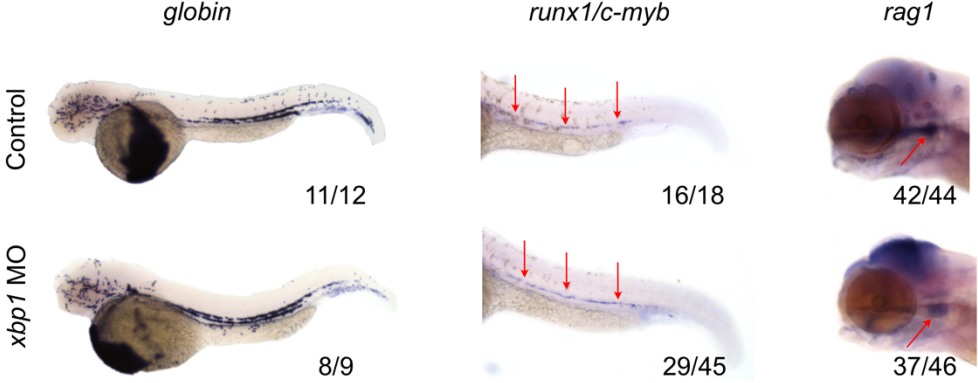 globin runx1/c-myb rag1
Control
11/12 16/18 42/44
xbp1 MO
8/9 29/45 37/46